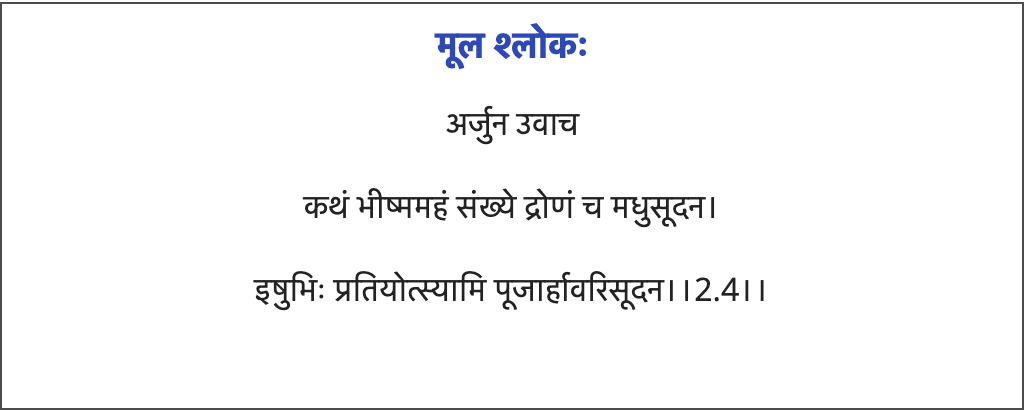 मूल श्लोकः
अर्जुन उवाच
कथं भीष्ममहं संख्ये द्रोणं च मधुसूदन।
इषुभिः प्रतियोत्स्यामि पूजार्हावरिसूदन।।2.4।।